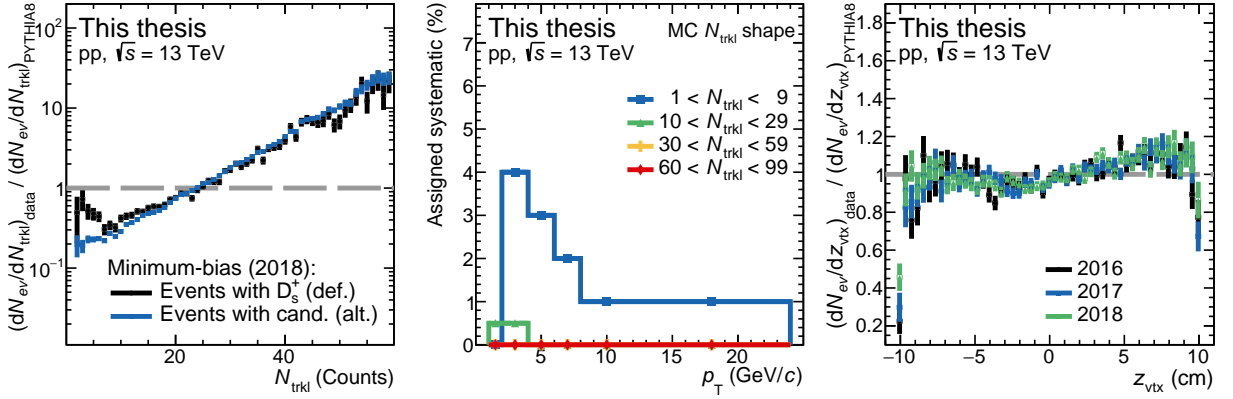 This thesis
pp, √s = 13 TeV
(dN_ev/dN_trkl)_data / (dN_ev/dN_trkl)_PYTHIA8
10²
10
1
10⁻¹
Minimum-bias (2018):
Events with D_s^+ (def.)
Events with cand. (alt.)
20
40
N_trkl (Counts)
This thesis
pp, √s = 13 TeV
MC N_trkl shape
Assigned systematic (%)
7
6
5
4
3
2
1
0
1 < N_trkl < 9
10 < N_trkl < 29
30 < N_trkl < 59
60 < N_trkl < 99
5
10
15
20
p_T (GeV/c)
This thesis
pp, √s = 13 TeV
(dN_ev/dz_vtx)_data / (dN_ev/dz_vtx)_PYTHIA8
1.8
1.6
1.4
1.2
1.0
0.8
0.6
0.4
0.2
2016
2017
2018
−10
−5
0
5
10
z_vtx (cm)